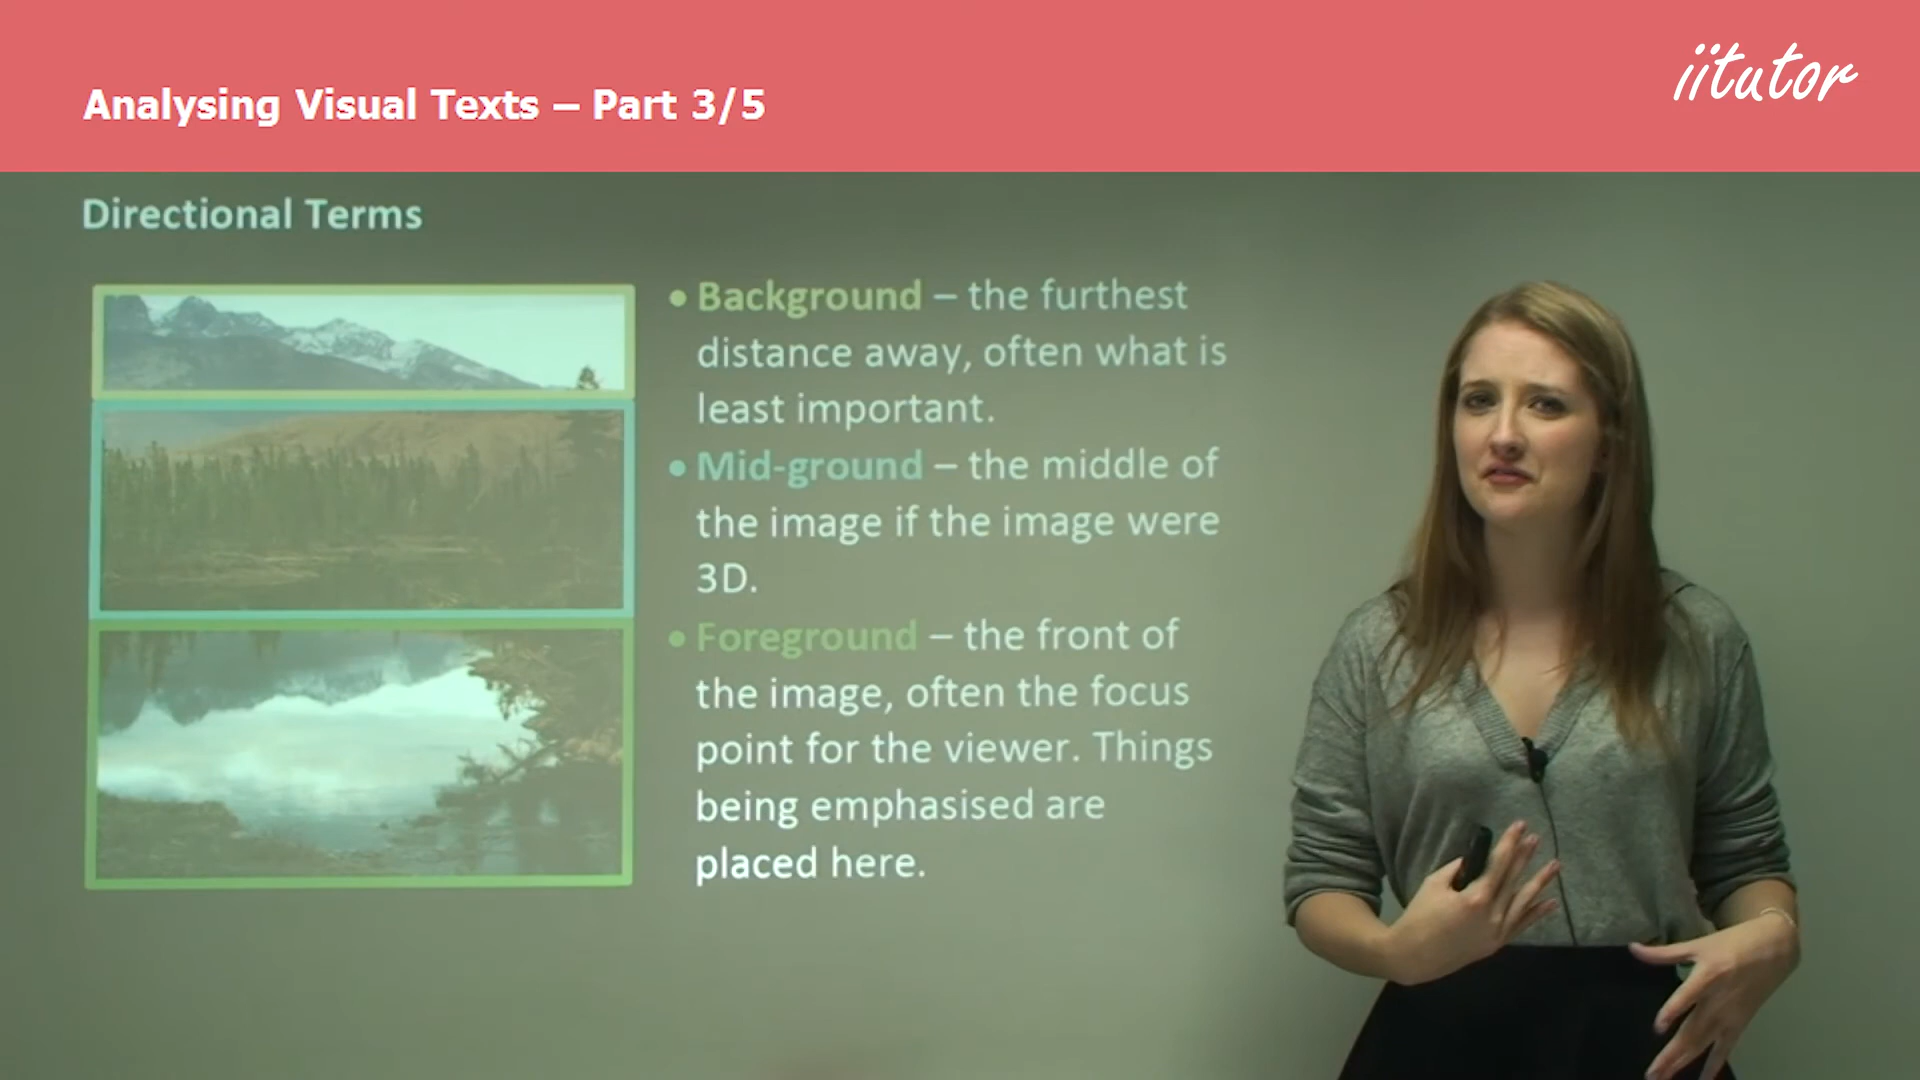 iitutor
Analysing Visual Texts – Part 3/5
Directional Terms
• Background – the furthest
distance away, often what is
least important.
• Mid-ground – the middle of
the image if the image were
3D.
• Foreground – the front of
the image, often the focus
point for the viewer. Things
being emphasised are
placed here.